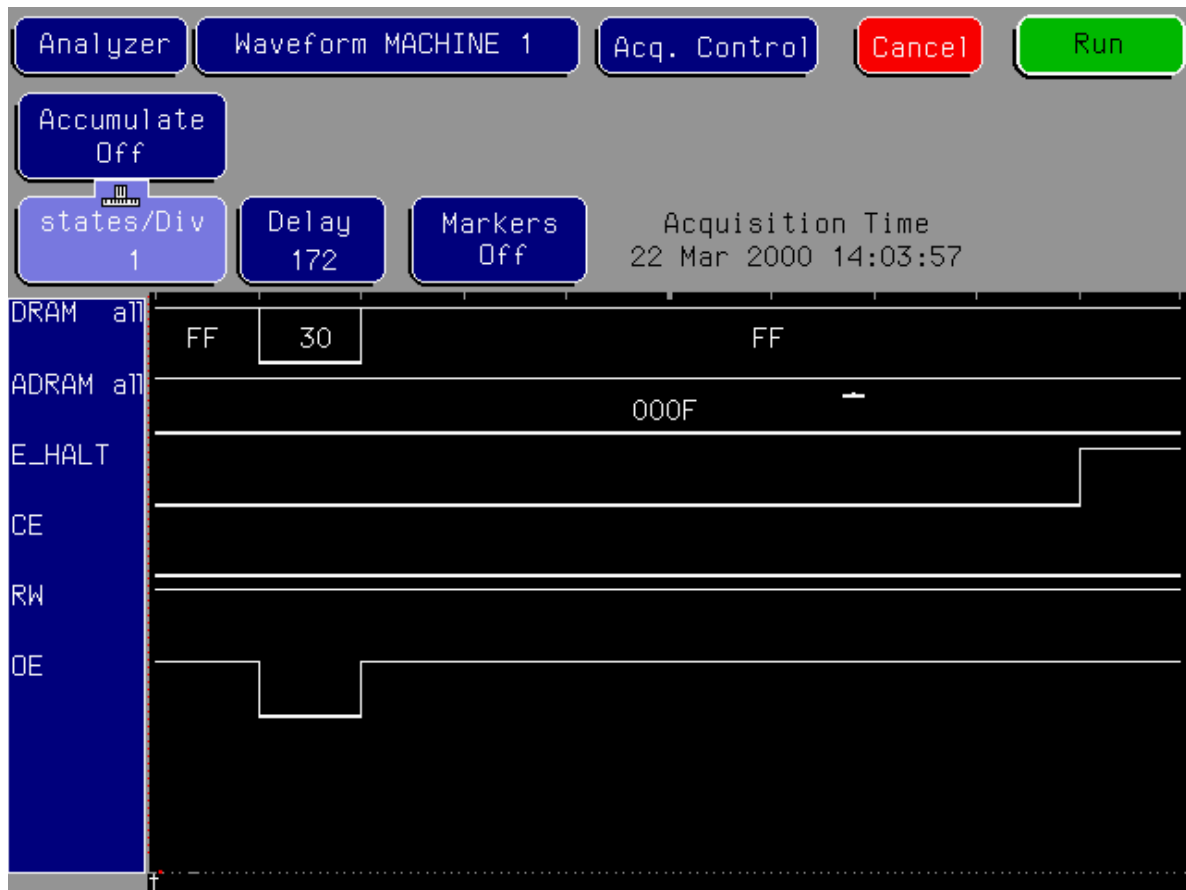 Analyzer Waveform MACHINE 1 Acq. Control Cancel Run
Accumulate
Off
states/Div
1
Delay
172
Markers
Off
Acquisition Time
22 Mar 2000 14:03:57
DRAM all
FF 30 FF
ADRAM all
000F
E_HALT
CE
RW
OE